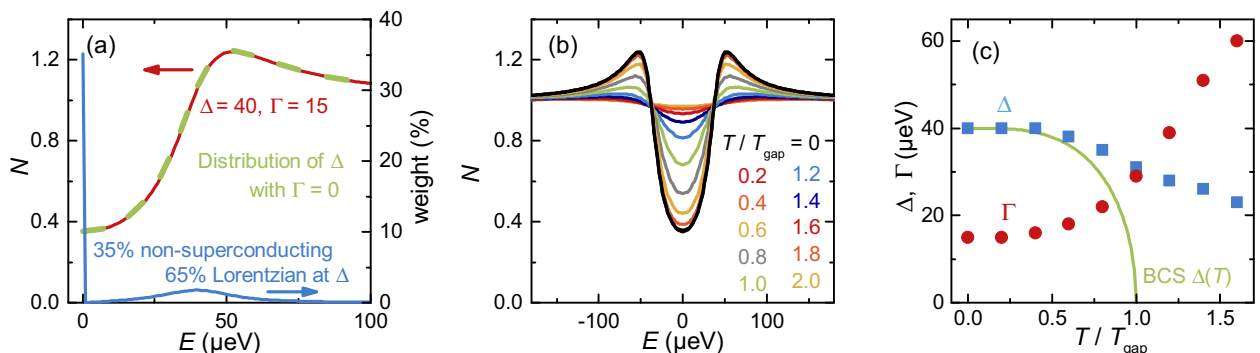 (a)
N
1.2
0.8
0.4
0.0
Δ = 40, Γ = 15
Distribution of Δ
with Γ = 0
35% non-superconducting
65% Lorentzian at Δ
0
50
100
E (µeV)
40
30
20
10
0
weight (%)
(b)
N
1.2
0.8
0.4
0.0
T / Tgap = 0
0.2 1.2
0.4 1.4
0.6 1.6
0.8 1.8
1.0 2.0
-100
0
100
E (µeV)
(c)
Δ, Γ (µeV)
60
40
20
0
Δ
Γ
BCS Δ(T)
0.0
0.5
1.0
1.5
T / Tgap